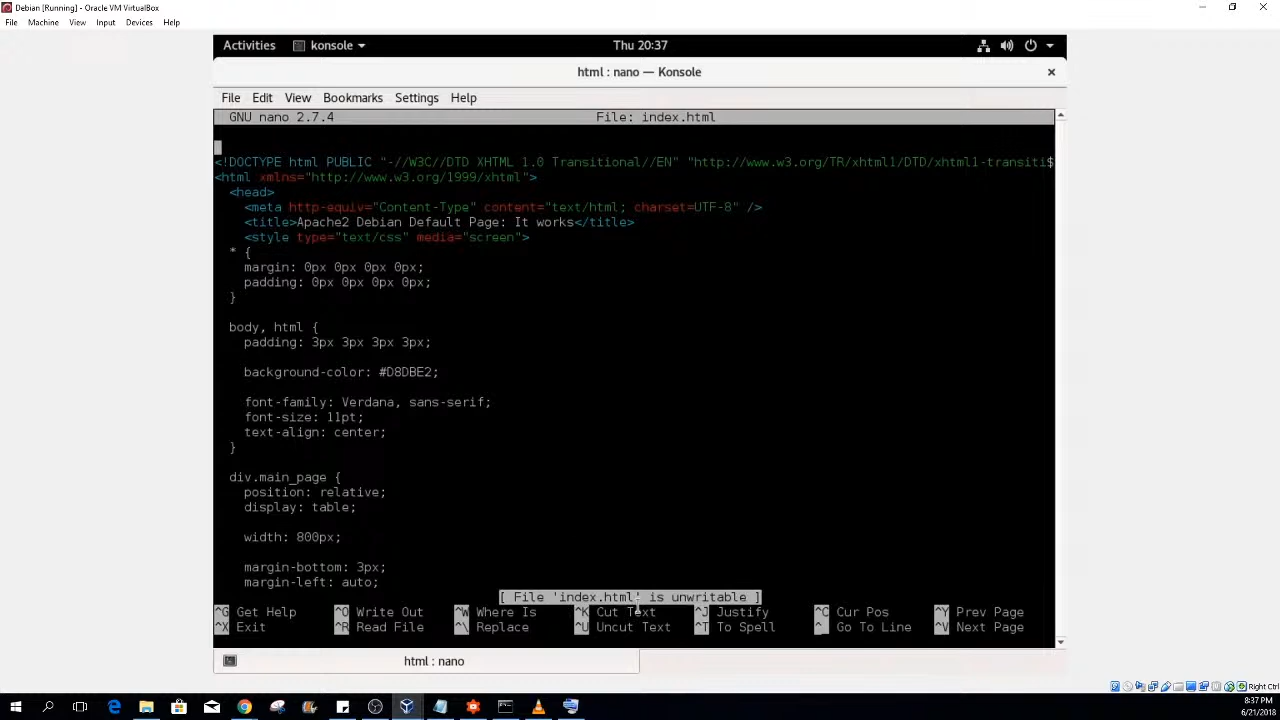 Debian [Running] - Oracle VM VirtualBox
File Machine View Input Devices Help
Activities konsole Thu 20:37
html : nano — Konsole
File Edit View Bookmarks Settings Help
GNU nano 2.7.4 File: index.html
<!DOCTYPE html PUBLIC "-//W3C//DTD XHTML 1.0 Transitional//EN" "http://www.w3.org/TR/xhtml1/DTD/xhtml1-transiti$
<html xmlns="http://www.w3.org/1999/xhtml">
<head>
<meta http-equiv="Content-Type" content="text/html; charset=UTF-8" />
<title>Apache2 Debian Default Page: It works</title>
<style type="text/css" media="screen">
* {
margin: 0px 0px 0px 0px;
padding: 0px 0px 0px 0px;
}
body, html {
padding: 3px 3px 3px 3px;
background-color: #D8DBE2;
font-family: Verdana, sans-serif;
font-size: 11pt;
text-align: center;
}
div.main_page {
position: relative;
display: table;
width: 800px;
margin-bottom: 3px;
margin-left: auto;
[ File 'index.html' is unwritable ]
^G Get Help ^O Write Out ^W Where Is ^K Cut Text ^J Justify ^C Cur Pos ^Y Prev Page
^X Exit ^R Read File ^\ Replace ^U Uncut Text ^T To Spell ^_ Go To Line ^V Next Page
html : nano
Right Ctrl
8:37 PM
6/21/2018